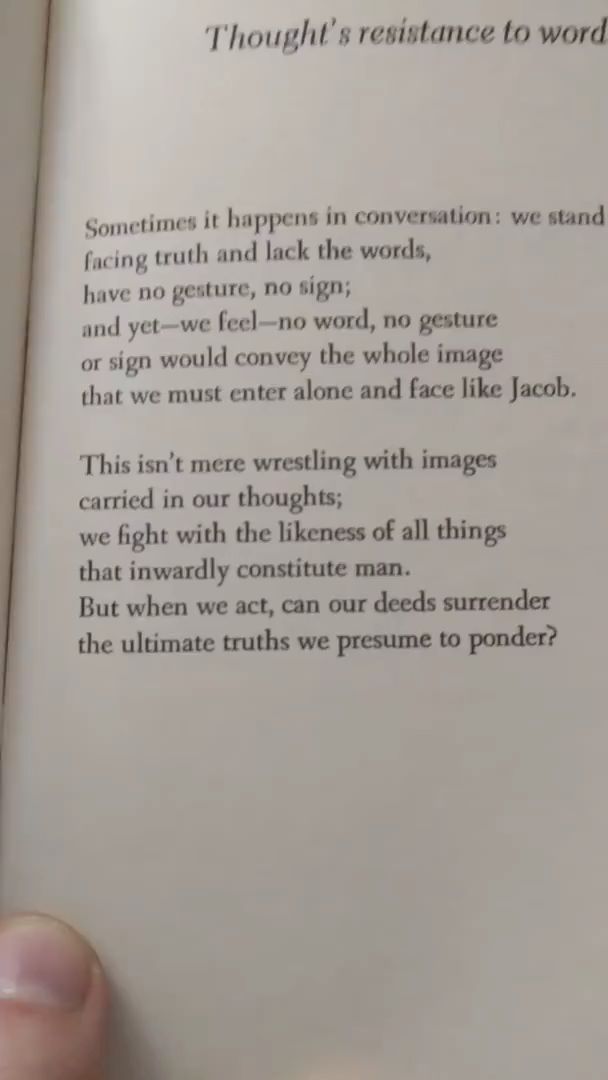 Thought's resistance to word
Sometimes it happens in conversation: we stand
facing truth and lack the words,
have no gesture, no sign;
and yet—we feel—no word, no gesture
or sign would convey the whole image
that we must enter alone and face like Jacob.
This isn't mere wrestling with images
carried in our thoughts;
we fight with the likeness of all things
that inwardly constitute man.
But when we act, can our deeds surrender
the ultimate truths we presume to ponder?